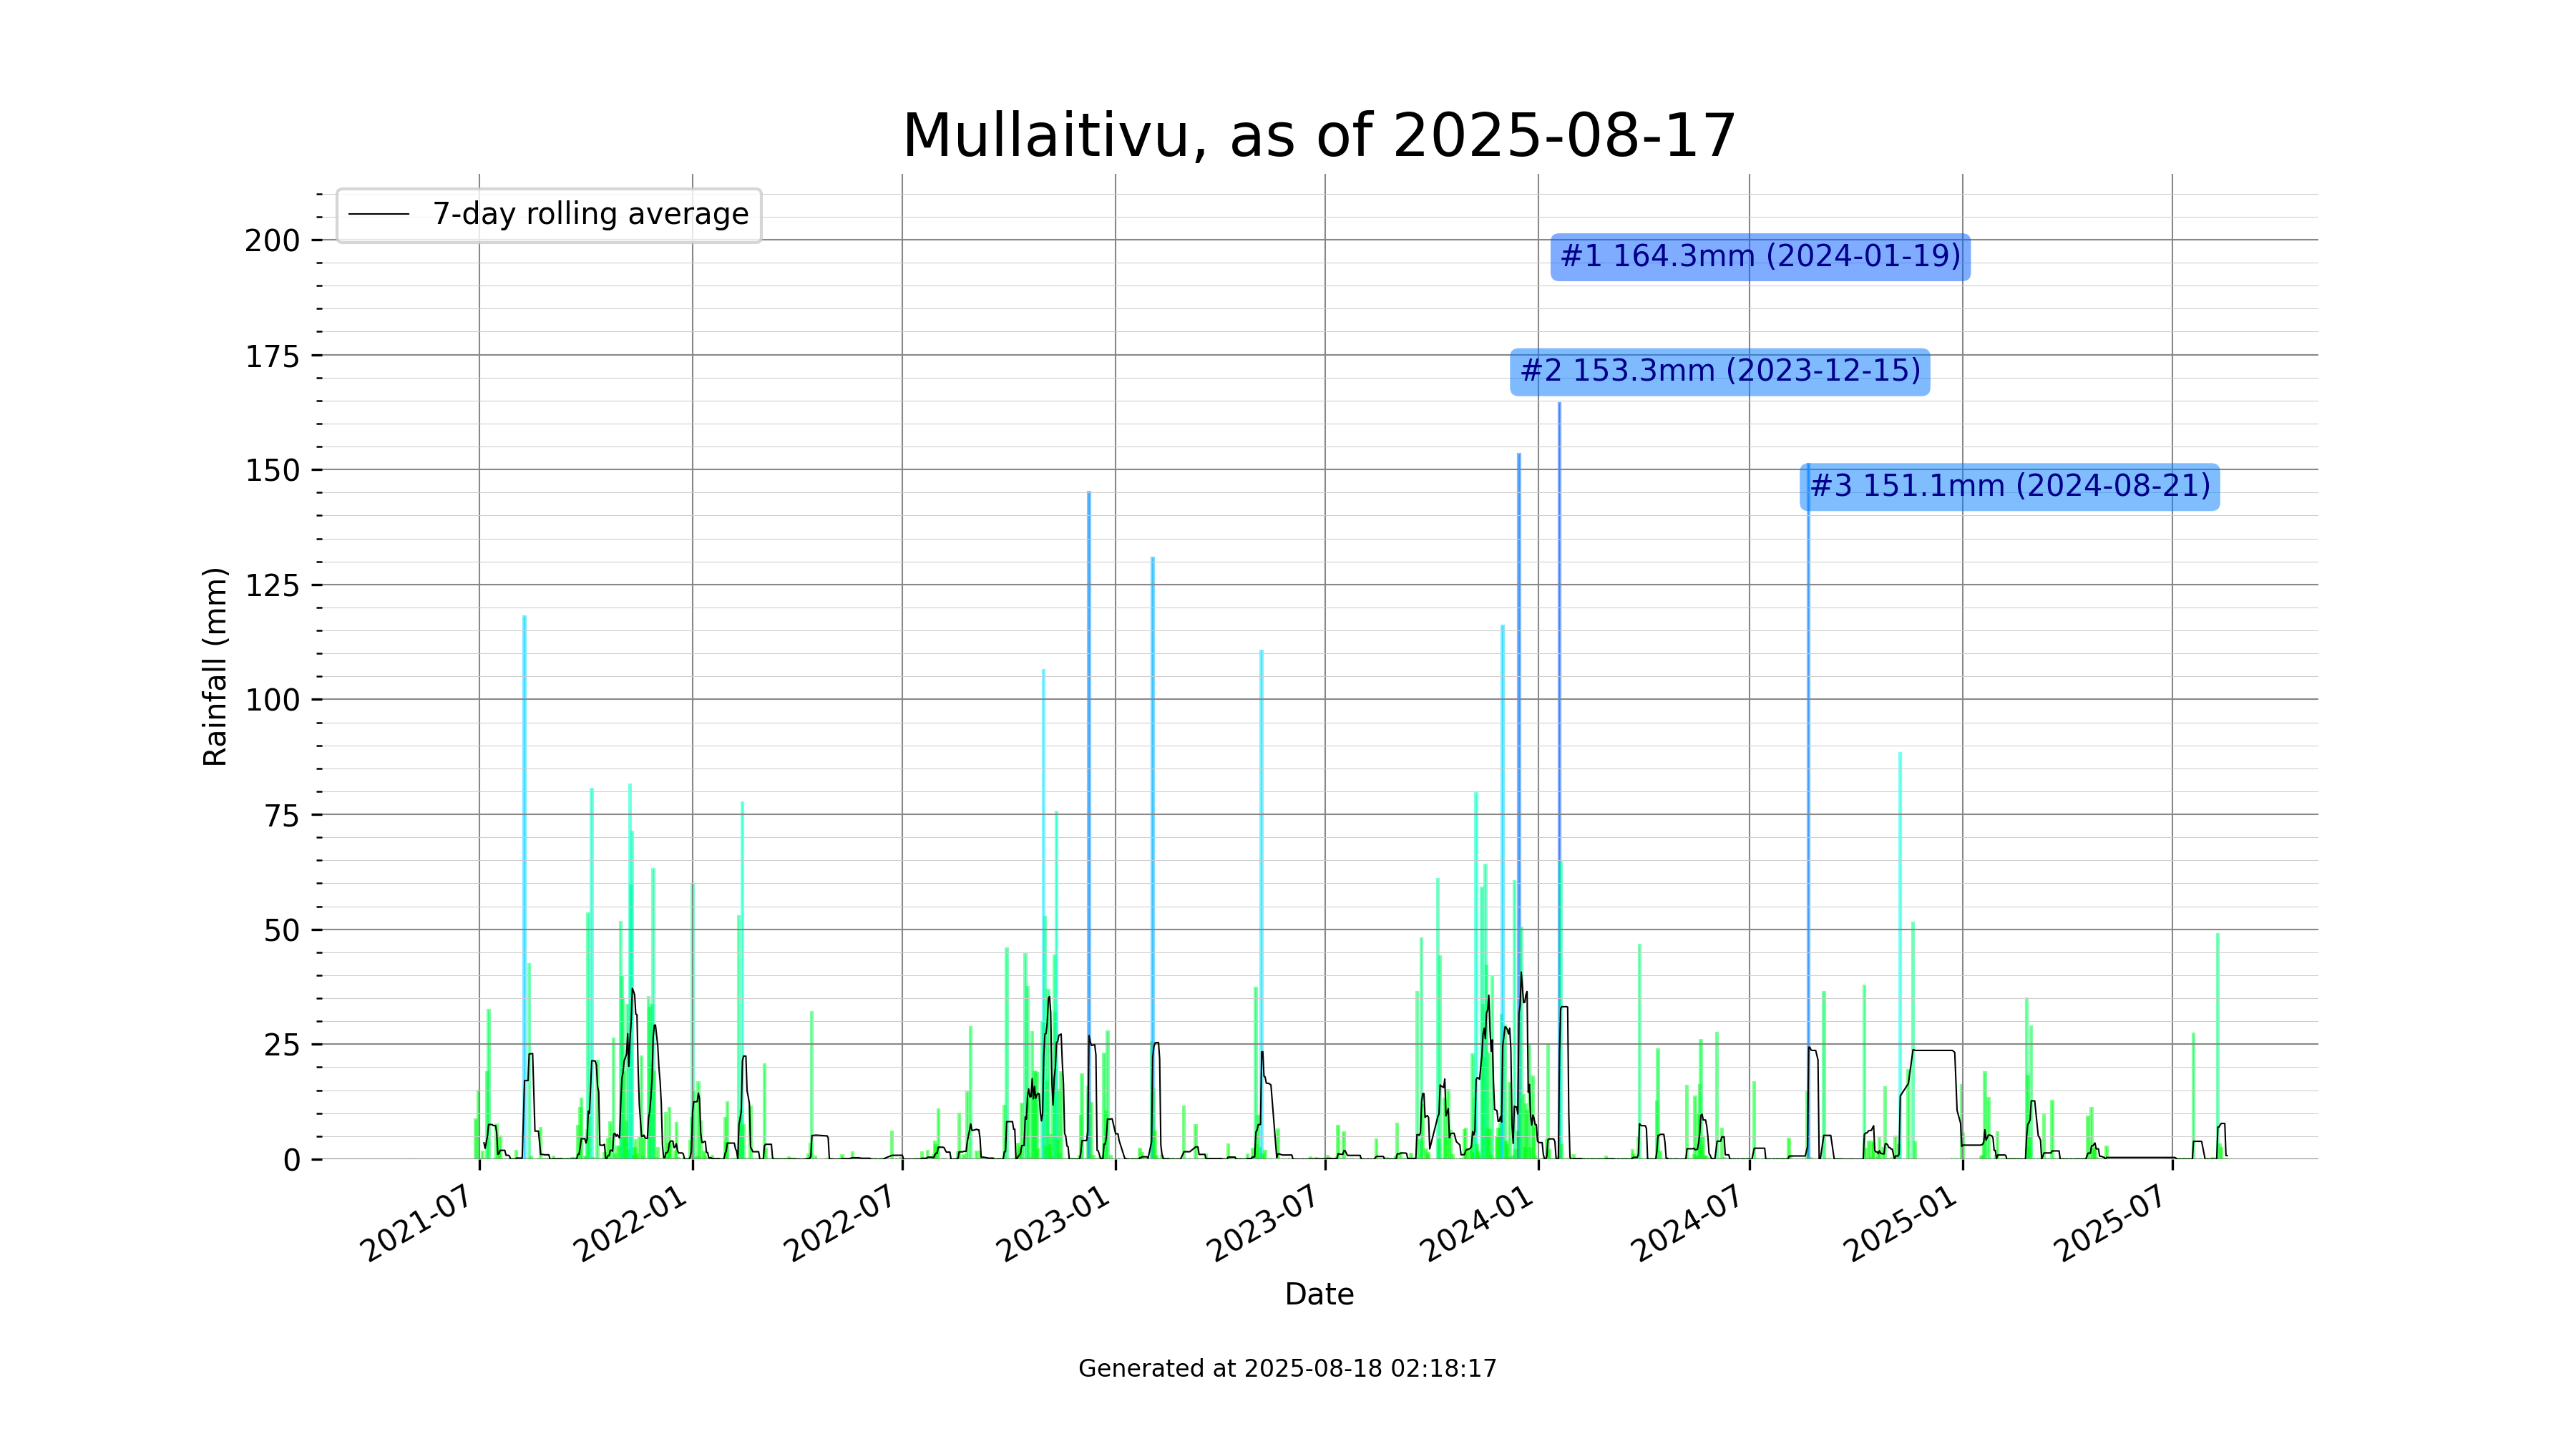 Mullaitivu, as of 2025-08-17
7-day rolling average
#1 164.3mm (2024-01-19)
#2 153.3mm (2023-12-15)
#3 151.1mm (2024-08-21)
Rainfall (mm)
200
175
150
125
100
75
50
25
0
2021-07
2022-01
2022-07
2023-01
2023-07
2024-01
2024-07
2025-01
2025-07
Date
Generated at 2025-08-18 02:18:17